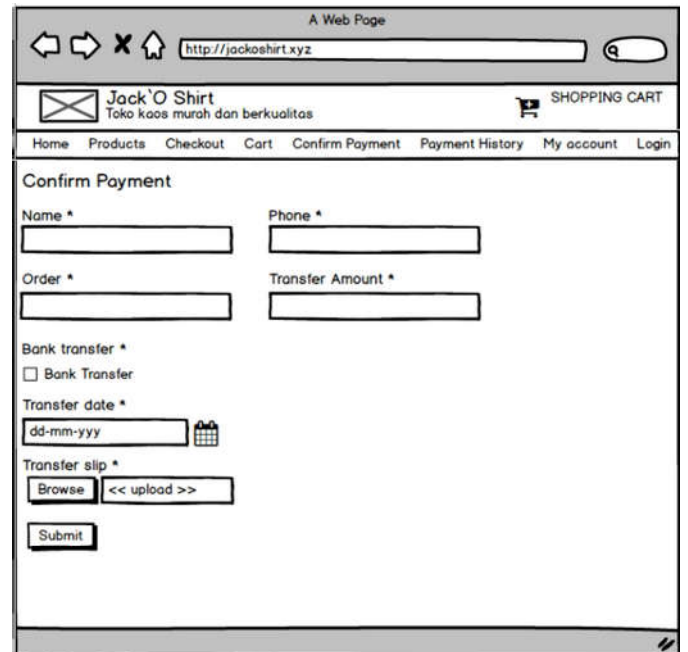 A Web Page
http://jackoshirt.xyz
Jack`O Shirt
Toko kaos murah dan berkualitas
SHOPPING CART
Home Products Checkout Cart Confirm Payment Payment History My account Login
Confirm Payment
Name * Phone *
Order * Transfer Amount *
Bank transfer *
Bank Transfer
Transfer date *
dd-mm-yyy
Transfer slip *
Browse << upload >>
Submit